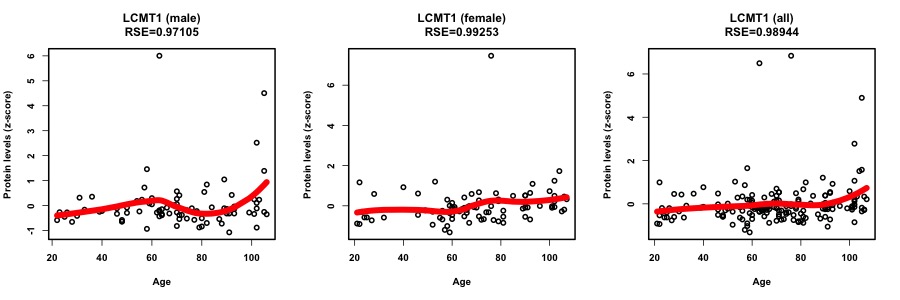 LCMT1 (male)
RSE=0.97105
Protein levels (z-score)
6
5
4
3
2
1
0
-1
20 40 60 80 100
Age
LCMT1 (female)
RSE=0.99253
Protein levels (z-score)
6
4
2
0
20 40 60 80 100
Age
LCMT1 (all)
RSE=0.98944
Protein levels (z-score)
6
4
2
0
20 40 60 80 100
Age